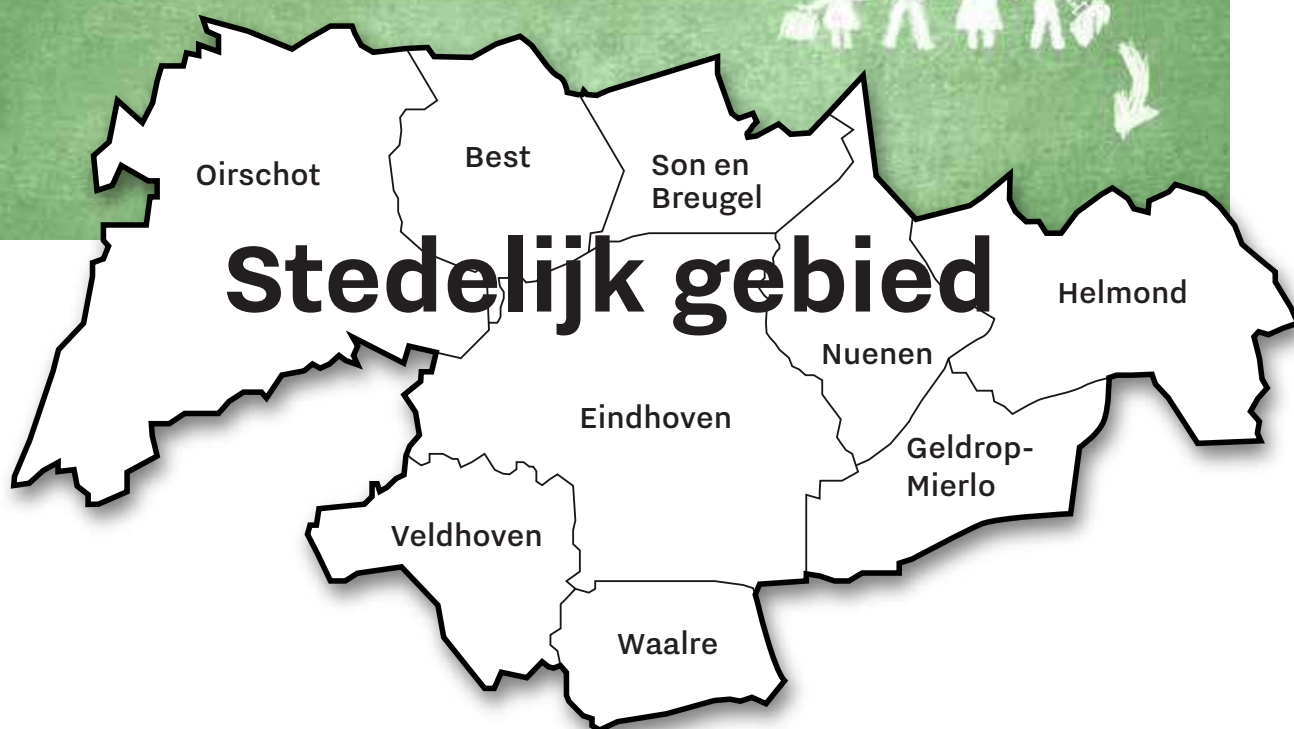 Oirschot
Best
Son en
Breugel
Stedelijk gebied
Helmond
Nuenen
Eindhoven
Geldrop-
Mierlo
Veldhoven
Waalre